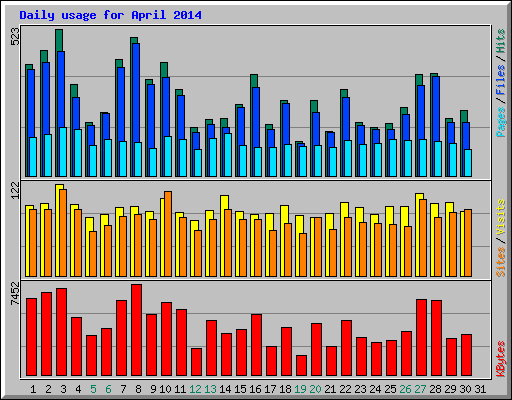 Daily usage for April 2014
523
Pages / Files / Hits
122
Sites / Visits
7452
KBytes
1 2 3 4 5 6 7 8 9 10 11 12 13 14 15 16 17 18 19 20 21 22 23 24 25 26 27 28 29 30 31